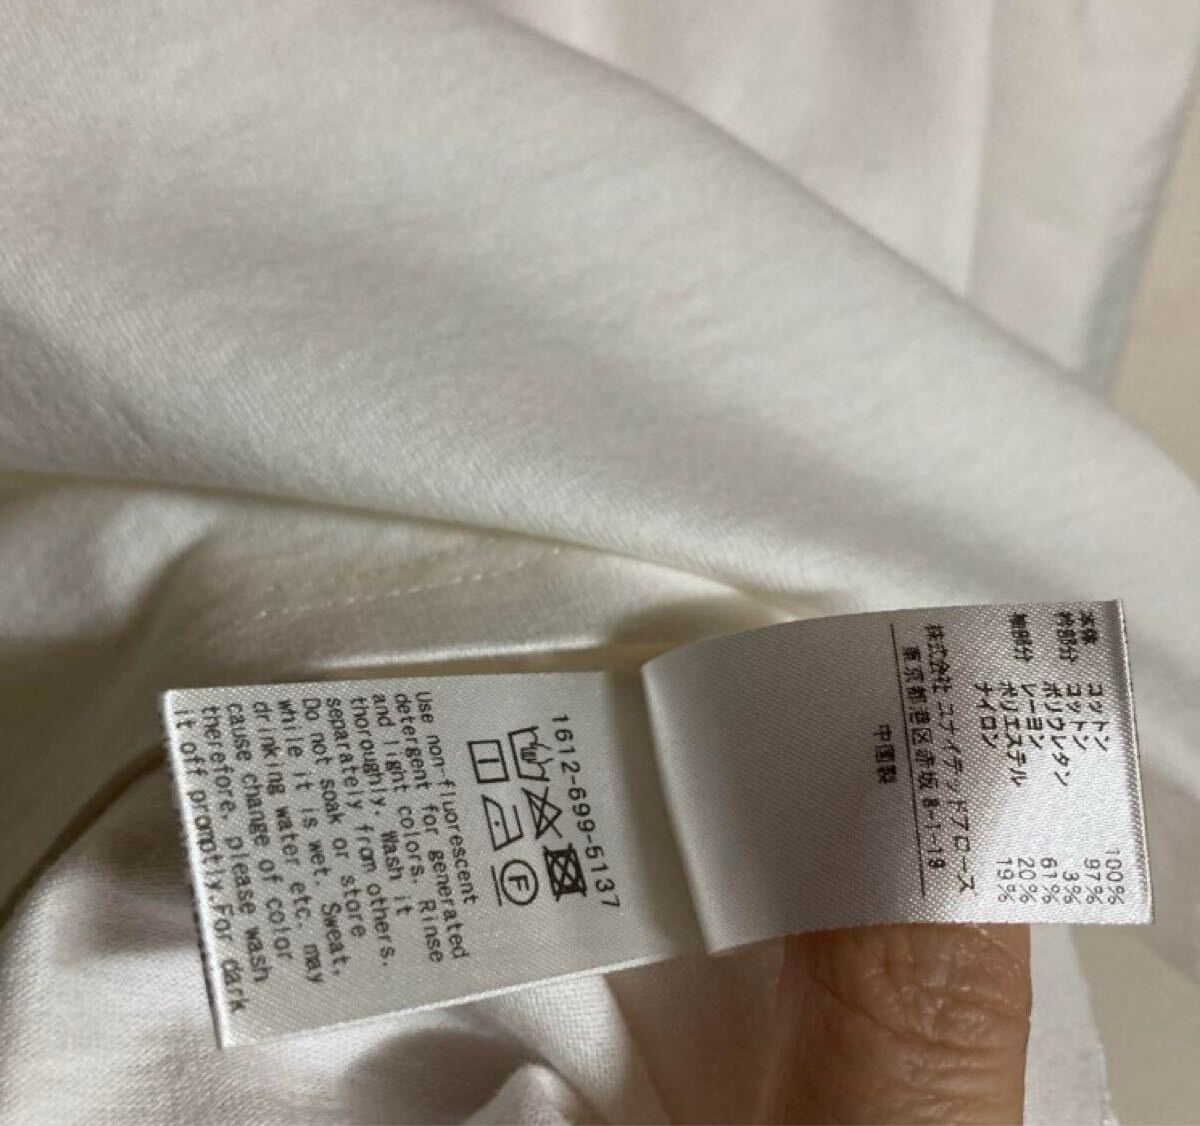 本体 コットン 100%
衿部分 コットン 97%
ポリウレタン 3%
袖部分 レーヨン 61%
ポリエステル 20%
ナイロン 19%
株式会社 ユナイテッドアローズ
東京都港区赤坂 8-1-19
中国製
1612-699-5137
F
Use non-fluorescent
detergent for generated
and light colors. Rinse
thoroughly. Wash it
separately from others.
Do not soak or store
while it is wet. Sweat,
drinking water etc. may
cause change of color
therefore, please wash
it off promptly.For dark